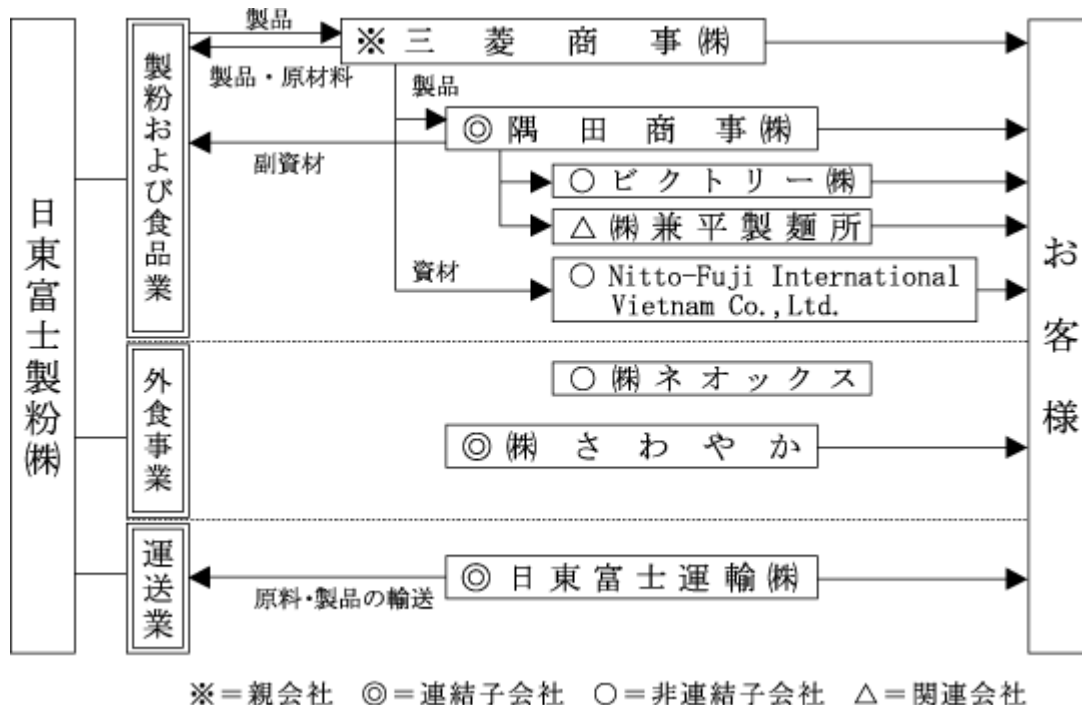 日東富士製粉㈱
製粉および食品業
製品
※三菱商事㈱
製品・原材料
製品
◎隅田商事㈱
副資材
○ビクトリー㈱
△㈱兼平製麺所
資材
○Nitto-Fuji International
Vietnam Co.,Ltd.
外食事業
○㈱ネオックス
◎㈱さわやか
運送業
◎日東富士運輸㈱
原料・製品の輸送
お客様
※＝親会社　◎＝連結子会社　○＝非連結子会社　△＝関連会社